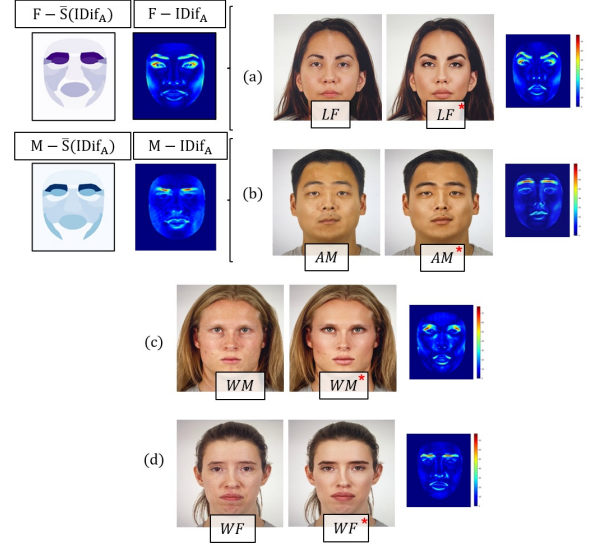 F − S̄(IDif_A)
F − IDif_A
(a)
LF
LF*
M − S̄(IDif_A)
M − IDif_A
(b)
AM
AM*
(c)
WM
WM*
(d)
WF
WF*